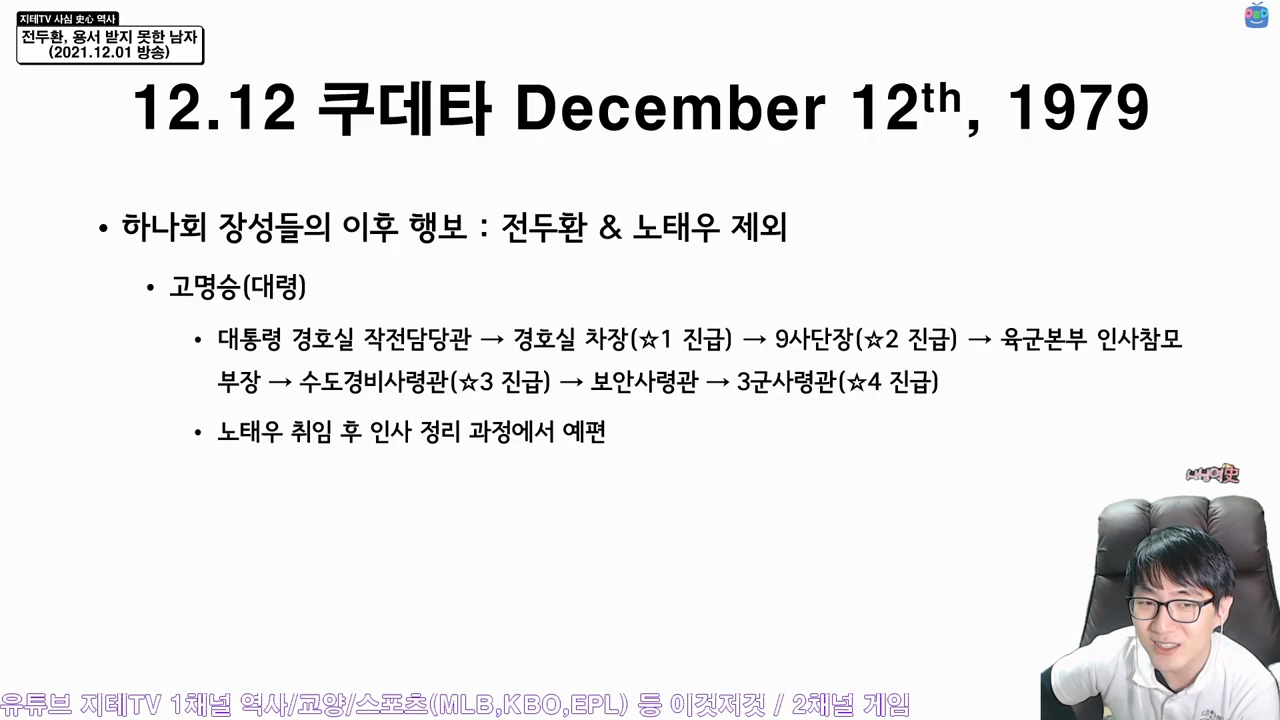 지테TV 사심 史心 역사
전두환, 용서 받지 못한 남자
(2021.12.01 방송)
12.12 쿠데타 December 12th, 1979
• 하나회 장성들의 이후 행보 : 전두환 & 노태우 제외
• 고명승(대령)
• 대통령 경호실 작전담당관 → 경호실 차장(☆1 진급) → 9사단장(☆2 진급) → 육군본부 인사참모
부장 → 수도경비사령관(☆3 진급) → 보안사령관 → 3군사령관(☆4 진급)
• 노태우 취임 후 인사 정리 과정에서 예편
유튜브 지테TV 1채널 역사/교양/스포츠(MLB,KBO,EPL) 등 이것저것 / 2채널 게임